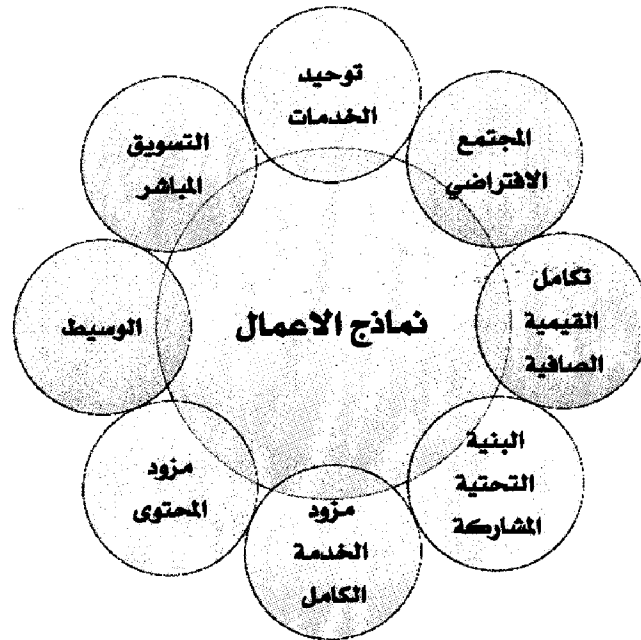 توحيد
الخدمات
المجتمع
الافتراضي
تكامل
القيمية
الصافية
البنية
التحتية
المشاركة
مزود
الخدمة
الكامل
مزود
المحتوى
الوسيط
التسويق
المباشر
نماذج الاعمال